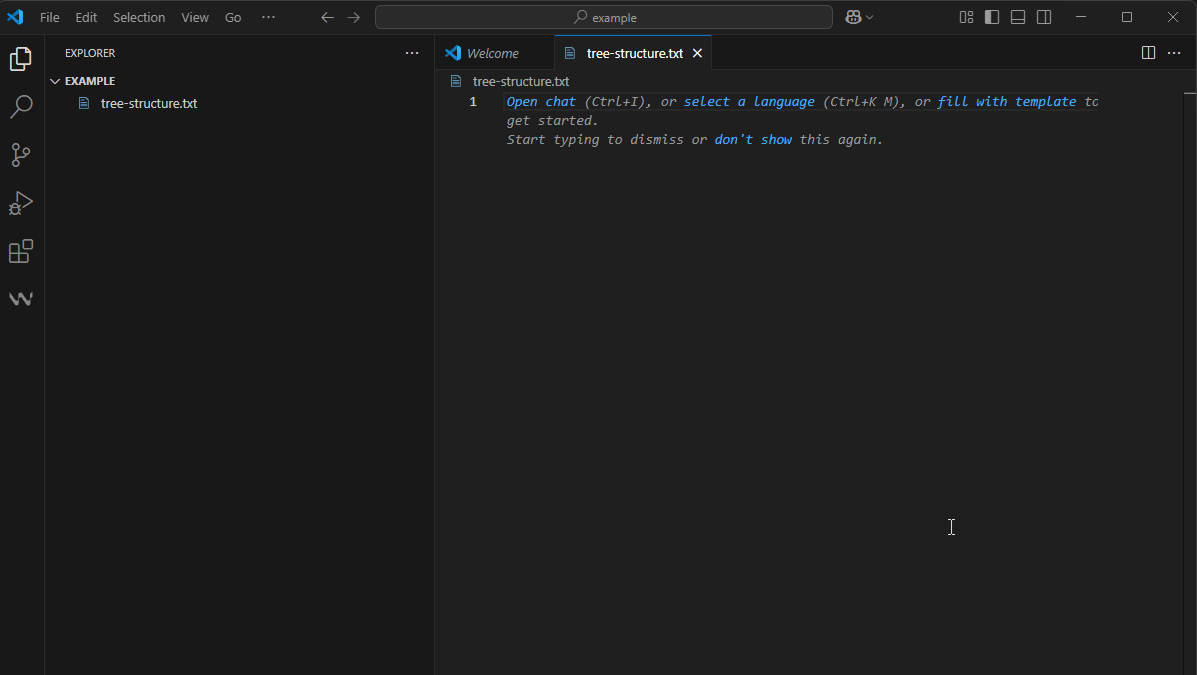 File Edit Selection View Go ··· example
EXPLORER ···
Welcome tree-structure.txt
EXAMPLE
tree-structure.txt
tree-structure.txt
1 Open chat (Ctrl+I), or select a language (Ctrl+K M), or fill with template to
get started.
Start typing to dismiss or don't show this again.